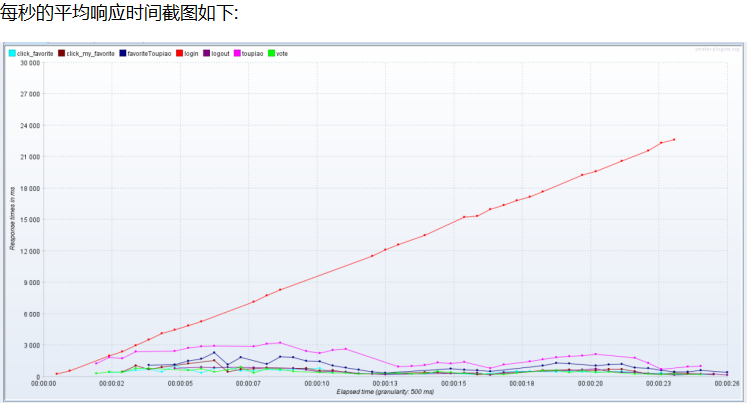 每秒的平均响应时间截图如下:
jmeter-plugins.org
click_favorite click_my_favorite favoriteToupiao login logout toupiao vote
30 000
27 000
24 000
21 000
18 000
15 000
12 000
9 000
6 000
3 000
0
Response times in ms
00:00:00 00:00:02 00:00:05 00:00:07 00:00:10 00:00:13 00:00:15 00:00:18 00:00:20 00:00:23 00:00:26
Elapsed time (granularity: 500 ms)